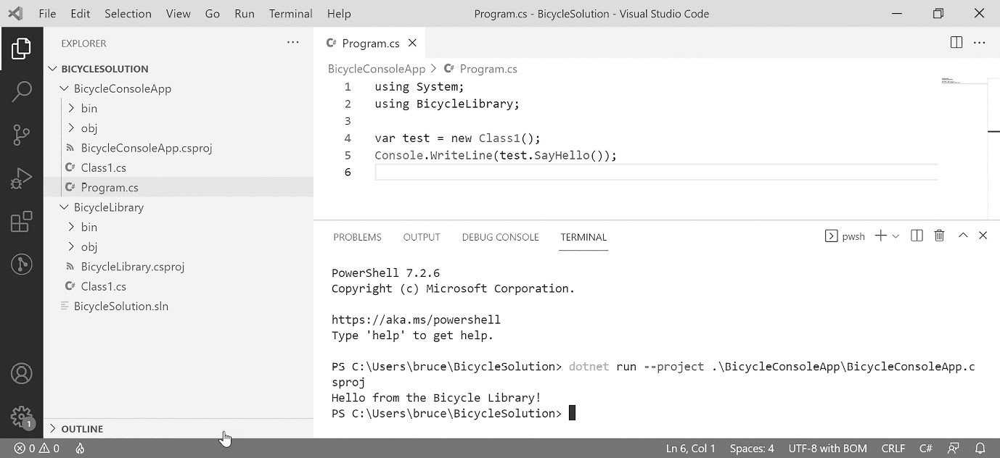 File Edit Selection View Go Run Terminal Help Program.cs - BicycleSolution - Visual Studio Code
EXPLORER
BICYCLESOLUTION
BicycleConsoleApp
bin
obj
BicycleConsoleApp.csproj
C# Class1.cs
C# Program.cs
BicycleLibrary
bin
obj
BicycleLibrary.csproj
C# Class1.cs
BicycleSolution.sln
OUTLINE
C# Program.cs
BicycleConsoleApp > C# Program.cs
1 using System;
2 using BicycleLibrary;
3
4 var test = new Class1();
5 Console.WriteLine(test.SayHello());
6
PROBLEMS OUTPUT DEBUG CONSOLE TERMINAL pwsh
PowerShell 7.2.6
Copyright (c) Microsoft Corporation.
https://aka.ms/powershell
Type 'help' to get help.
PS C:\Users\bruce\BicycleSolution> dotnet run --project .\BicycleConsoleApp\BicycleConsoleApp.c
sproj
Hello from the Bicycle Library!
PS C:\Users\bruce\BicycleSolution>
1
0 0 Ln 6, Col 1 Spaces: 4 UTF-8 with BOM CRLF C#